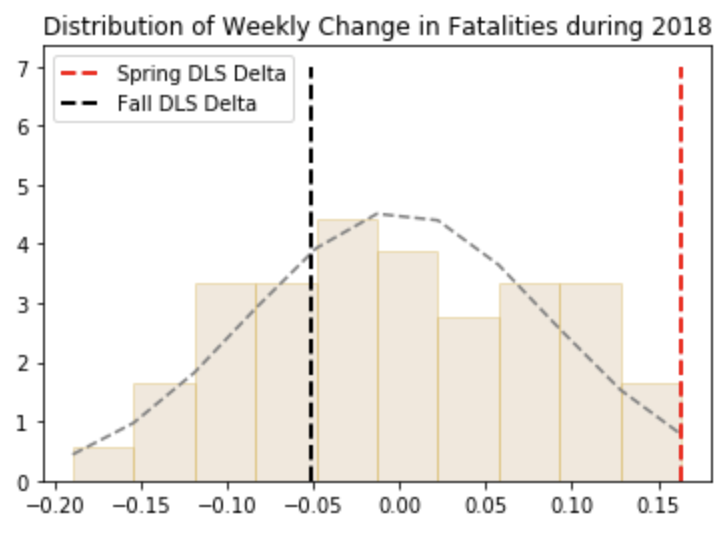 Distribution of Weekly Change in Fatalities during 2018
7
Spring DLS Delta
Fall DLS Delta
6
5
4
3
2
1
0
−0.20 −0.15 −0.10 −0.05 0.00 0.05 0.10 0.15